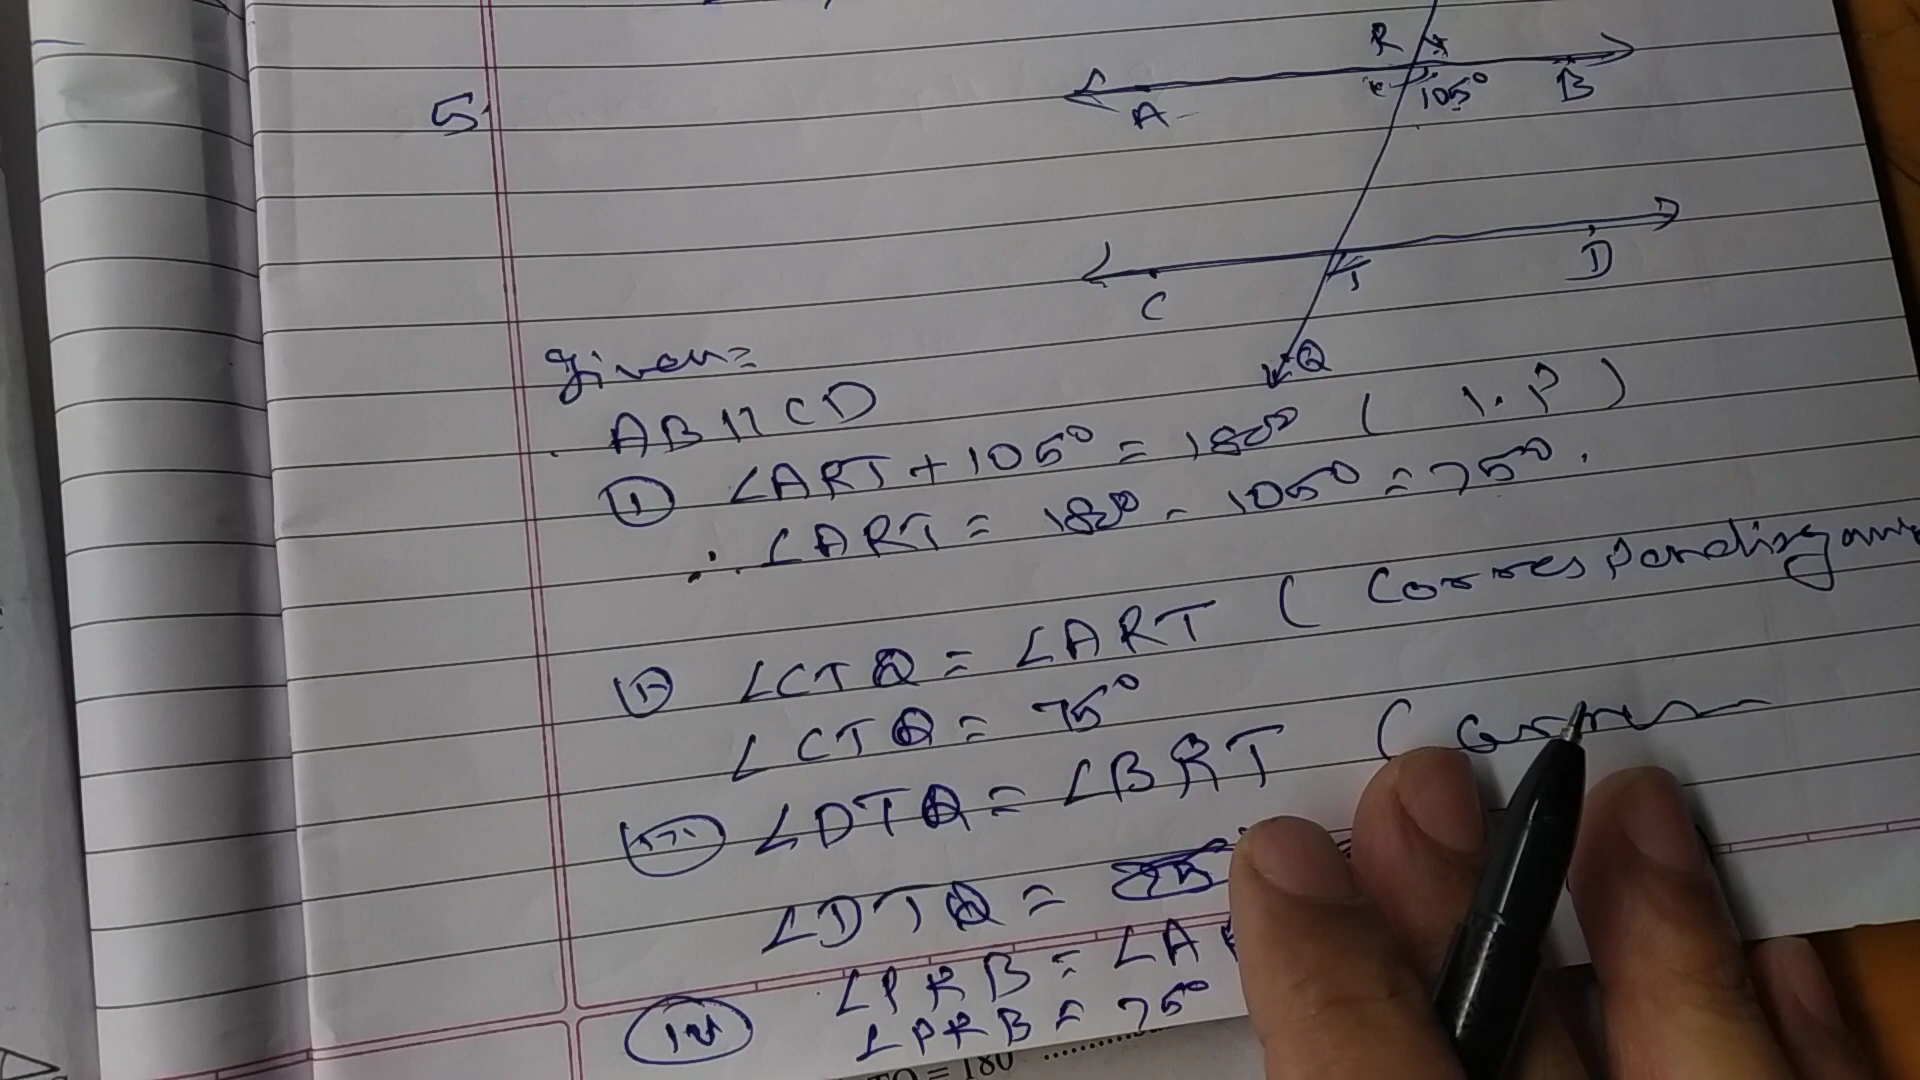 5.
R
105°
A
B
C
T
D
Q
Given =
AB || CD
(i) ∠ART + 105° = 180° ( l.p )
∴ ∠ART = 180° - 105° = 75°.
(ii) ∠CTQ = ∠ART ( Corresponding
∠CTQ = 75°
(iii) ∠DTQ = ∠BRT (
∠DTQ =
(iv) ∠PRB = ∠A
∠PRB = 75°
= 180